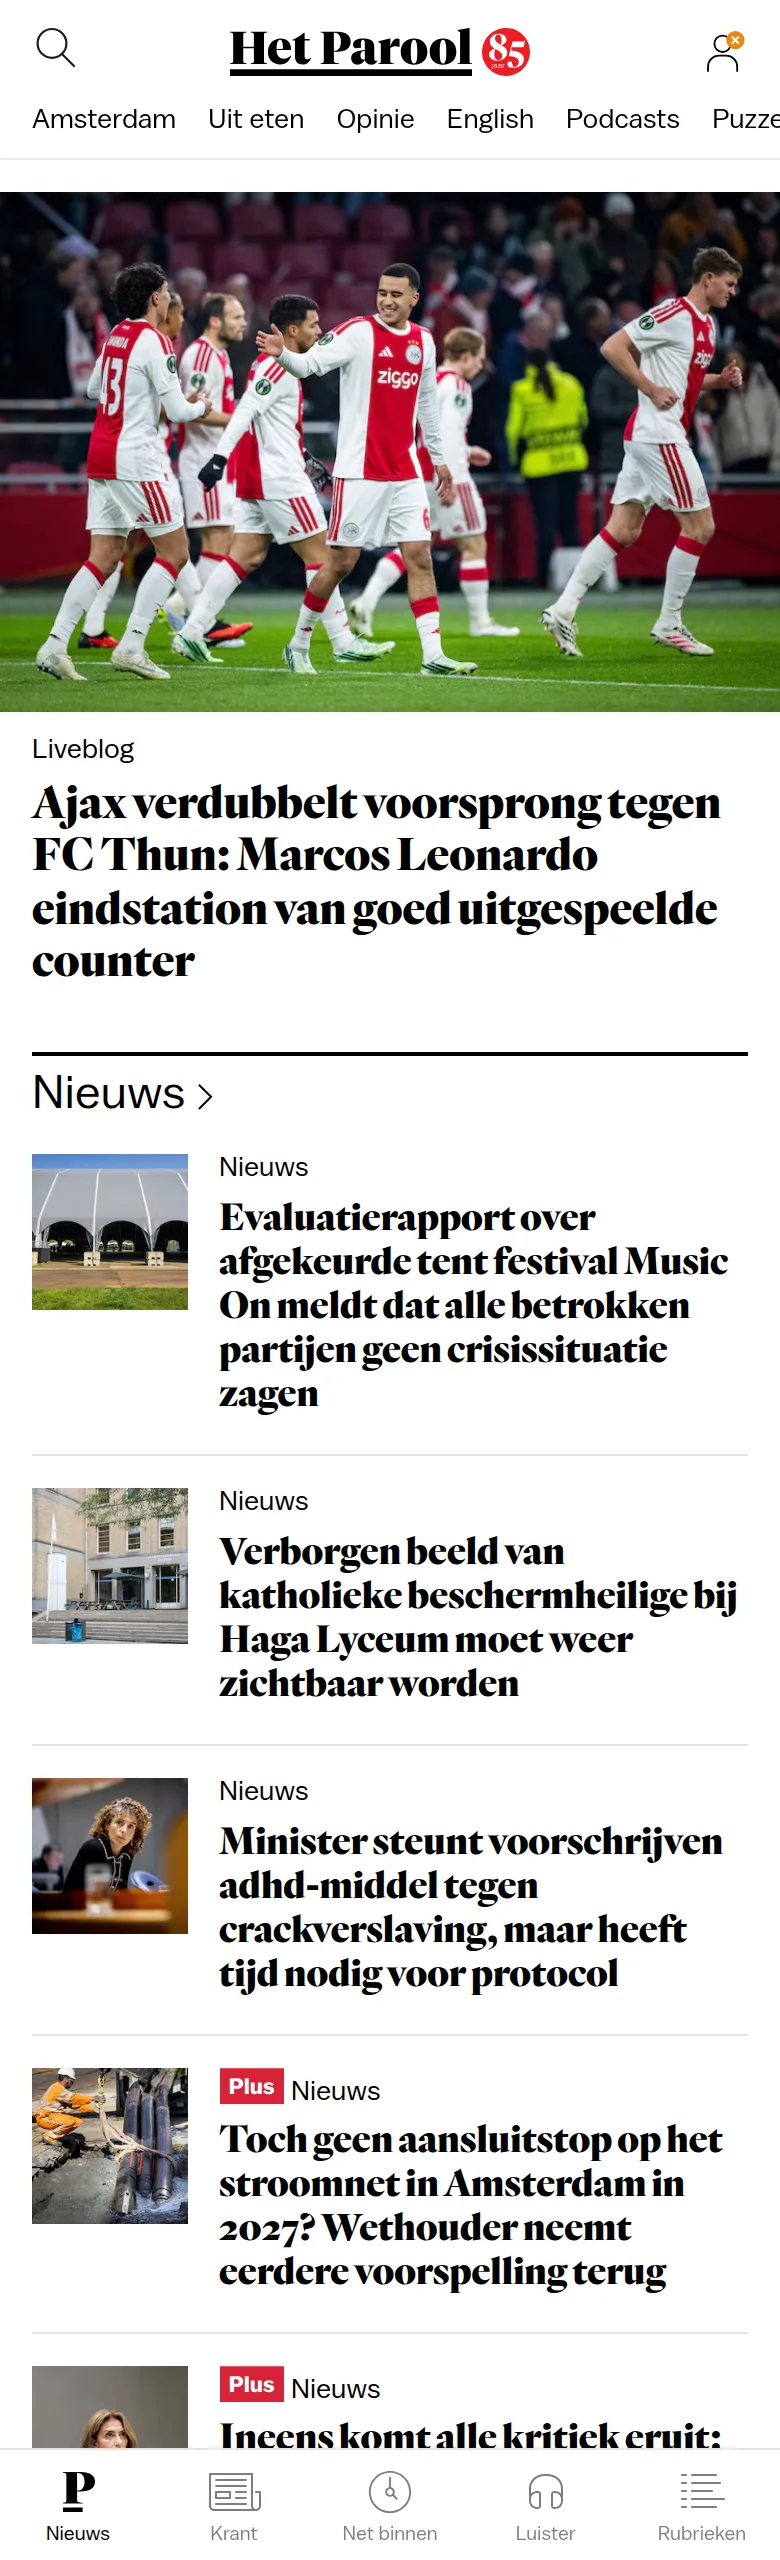 Het Parool 85 jaar
Amsterdam Uit eten Opinie English Podcasts Puzze
43
ziggo
ziggo
Liveblog
Ajax verdubbelt voorsprong tegen
FC Thun: Marcos Leonardo
eindstation van goed uitgespeelde
counter
Nieuws
Nieuws
Evaluatierapport over
afgekeurde tent festival Music
On meldt dat alle betrokken
partijen geen crisissituatie
zagen
Nieuws
Verborgen beeld van
katholieke beschermheilige bij
Haga Lyceum moet weer
zichtbaar worden
Nieuws
Minister steunt voorschrijven
adhd-middel tegen
crackverslaving, maar heeft
tijd nodig voor protocol
Plus Nieuws
Toch geen aansluitstop op het
stroomnet in Amsterdam in
2027? Wethouder neemt
eerdere voorspelling terug
Plus Nieuws
Ineens komt alle kritiek eruit:
Nieuws Krant Net binnen Luister Rubrieken